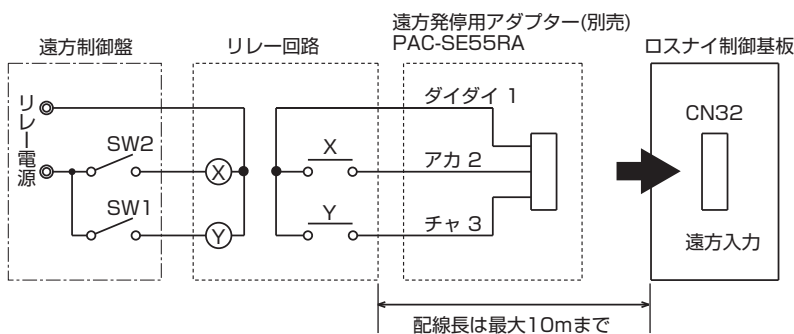 遠方制御盤
リレー回路
遠方発停用アダプター(別売)
PAC-SE55RA
ロスナイ制御基板
リレー電源
SW2
SW1
X
Y
X
Y
ダイダイ 1
アカ 2
チャ 3
CN32
遠方入力
配線長は最大10mまで